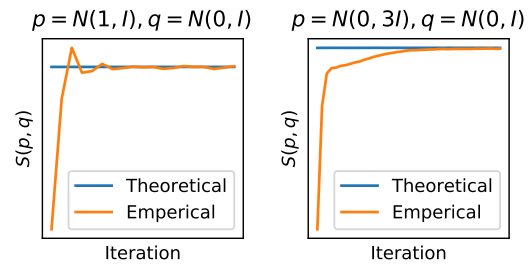 p = N(1, I), q = N(0, I)
S(p, q)
Theoretical
Emperical
Iteration
p = N(0, 3I), q = N(0, I)
S(p, q)
Theoretical
Emperical
Iteration